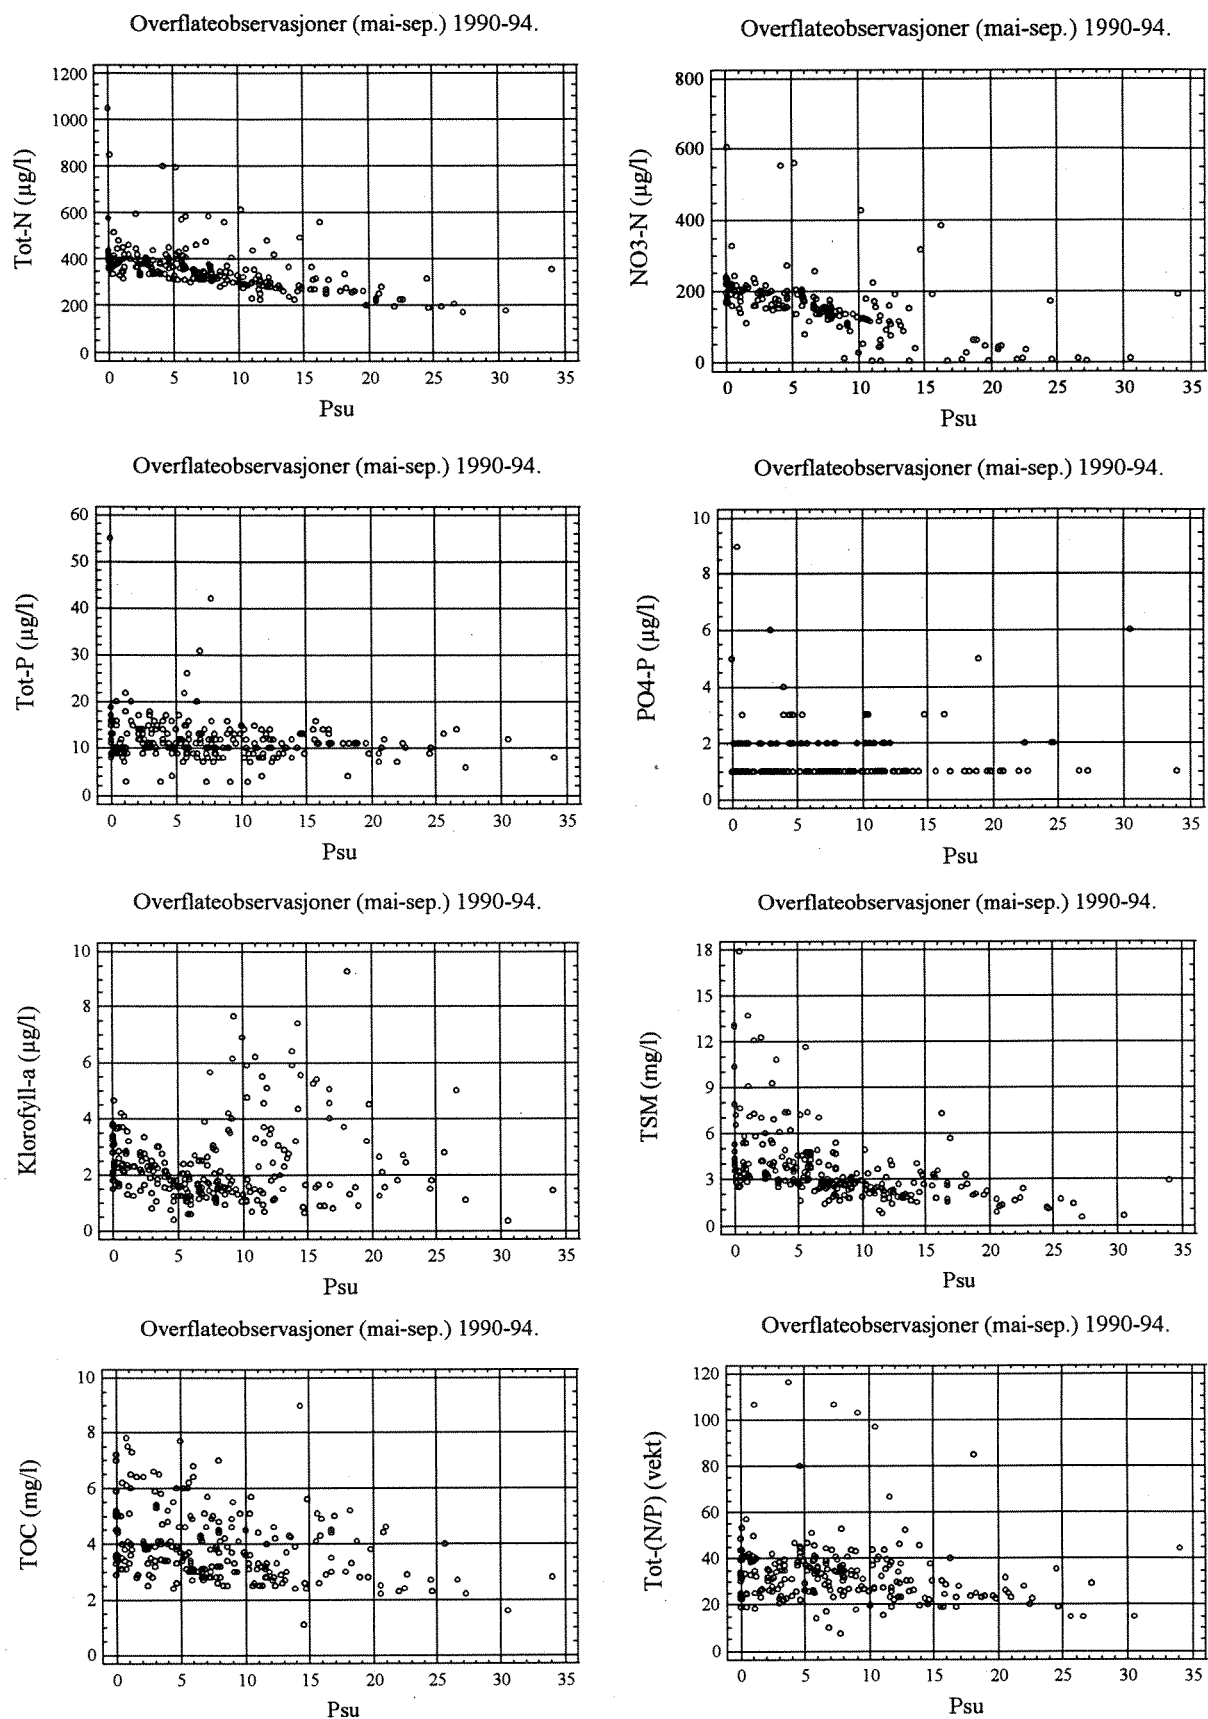 Overflateobservasjoner (mai-sep.) 1990-94.
Tot-N (µg/l)
1200
1000
800
600
400
200
0
0 5 10 15 20 25 30 35
Psu
Overflateobservasjoner (mai-sep.) 1990-94.
NO3-N (µg/l)
800
600
400
200
0
0 5 10 15 20 25 30 35
Psu
Overflateobservasjoner (mai-sep.) 1990-94.
Tot-P (µg/l)
60
50
40
30
20
10
0
0 5 10 15 20 25 30 35
Psu
Overflateobservasjoner (mai-sep.) 1990-94.
PO4-P (µg/l)
10
8
6
4
2
0
0 5 10 15 20 25 30 35
Psu
Overflateobservasjoner (mai-sep.) 1990-94.
Klorofyll-a (µg/l)
10
8
6
4
2
0
0 5 10 15 20 25 30 35
Psu
Overflateobservasjoner (mai-sep.) 1990-94.
TSM (mg/l)
18
15
12
9
6
3
0
0 5 10 15 20 25 30 35
Psu
Overflateobservasjoner (mai-sep.) 1990-94.
TOC (mg/l)
10
8
6
4
2
0
0 5 10 15 20 25 30 35
Psu
Overflateobservasjoner (mai-sep.) 1990-94.
Tot-(N/P) (vekt)
120
100
80
60
40
20
0
0 5 10 15 20 25 30 35
Psu